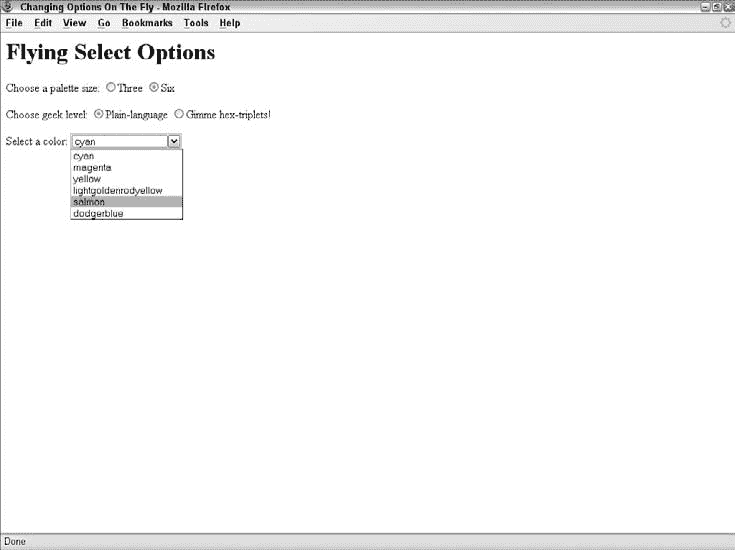 Changing Options On The Fly - Mozilla Firefox
File Edit View Go Bookmarks Tools Help
Flying Select Options
Choose a palette size: Three Six
Choose geek level: Plain-language Gimme hex-triplets!
Select a color: cyan
cyan
magenta
yellow
lightgoldenrodyellow
salmon
dodgerblue
Done